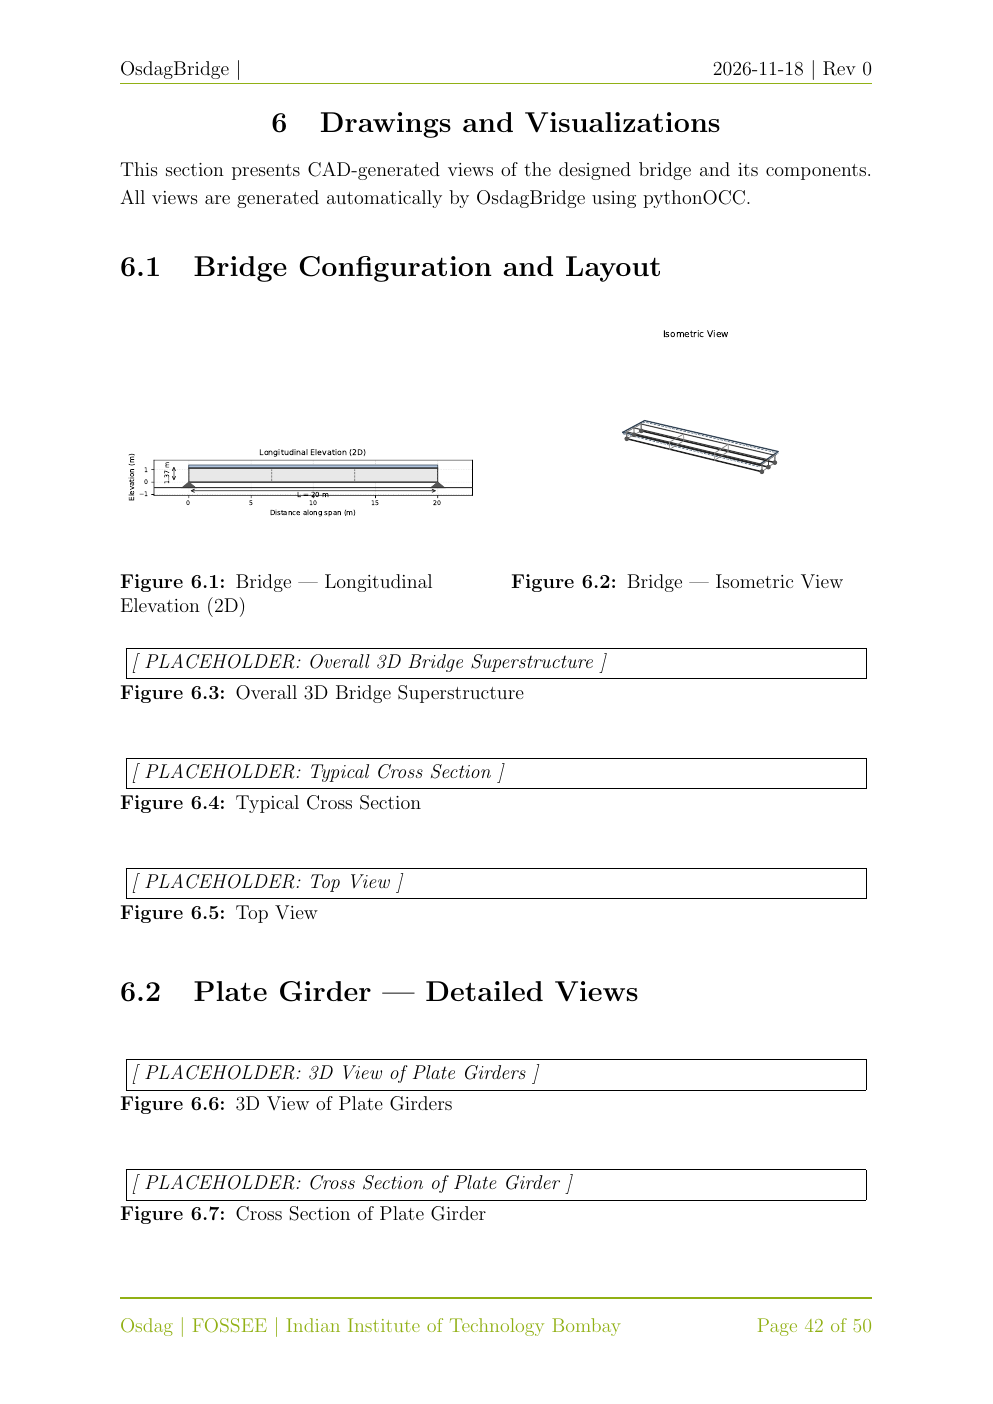 OsdagBridge |
2026-11-18 | Rev 0
6 Drawings and Visualizations
This section presents CAD-generated views of the designed bridge and its components.
All views are generated automatically by OsdagBridge using pythonOCC.
6.1 Bridge Configuration and Layout
Longitudinal Elevation (2D)
Elevation (m)
1
0
−1
1.37 m
L = 20 m
0 5 10 15 20
Distance along span (m)
Isometric View
Figure 6.1: Bridge — Longitudinal
Elevation (2D)
Figure 6.2: Bridge — Isometric View
[ PLACEHOLDER: Overall 3D Bridge Superstructure ]
Figure 6.3: Overall 3D Bridge Superstructure
[ PLACEHOLDER: Typical Cross Section ]
Figure 6.4: Typical Cross Section
[ PLACEHOLDER: Top View ]
Figure 6.5: Top View
6.2 Plate Girder — Detailed Views
[ PLACEHOLDER: 3D View of Plate Girders ]
Figure 6.6: 3D View of Plate Girders
[ PLACEHOLDER: Cross Section of Plate Girder ]
Figure 6.7: Cross Section of Plate Girder
Osdag | FOSSEE | Indian Institute of Technology Bombay
Page 42 of 50